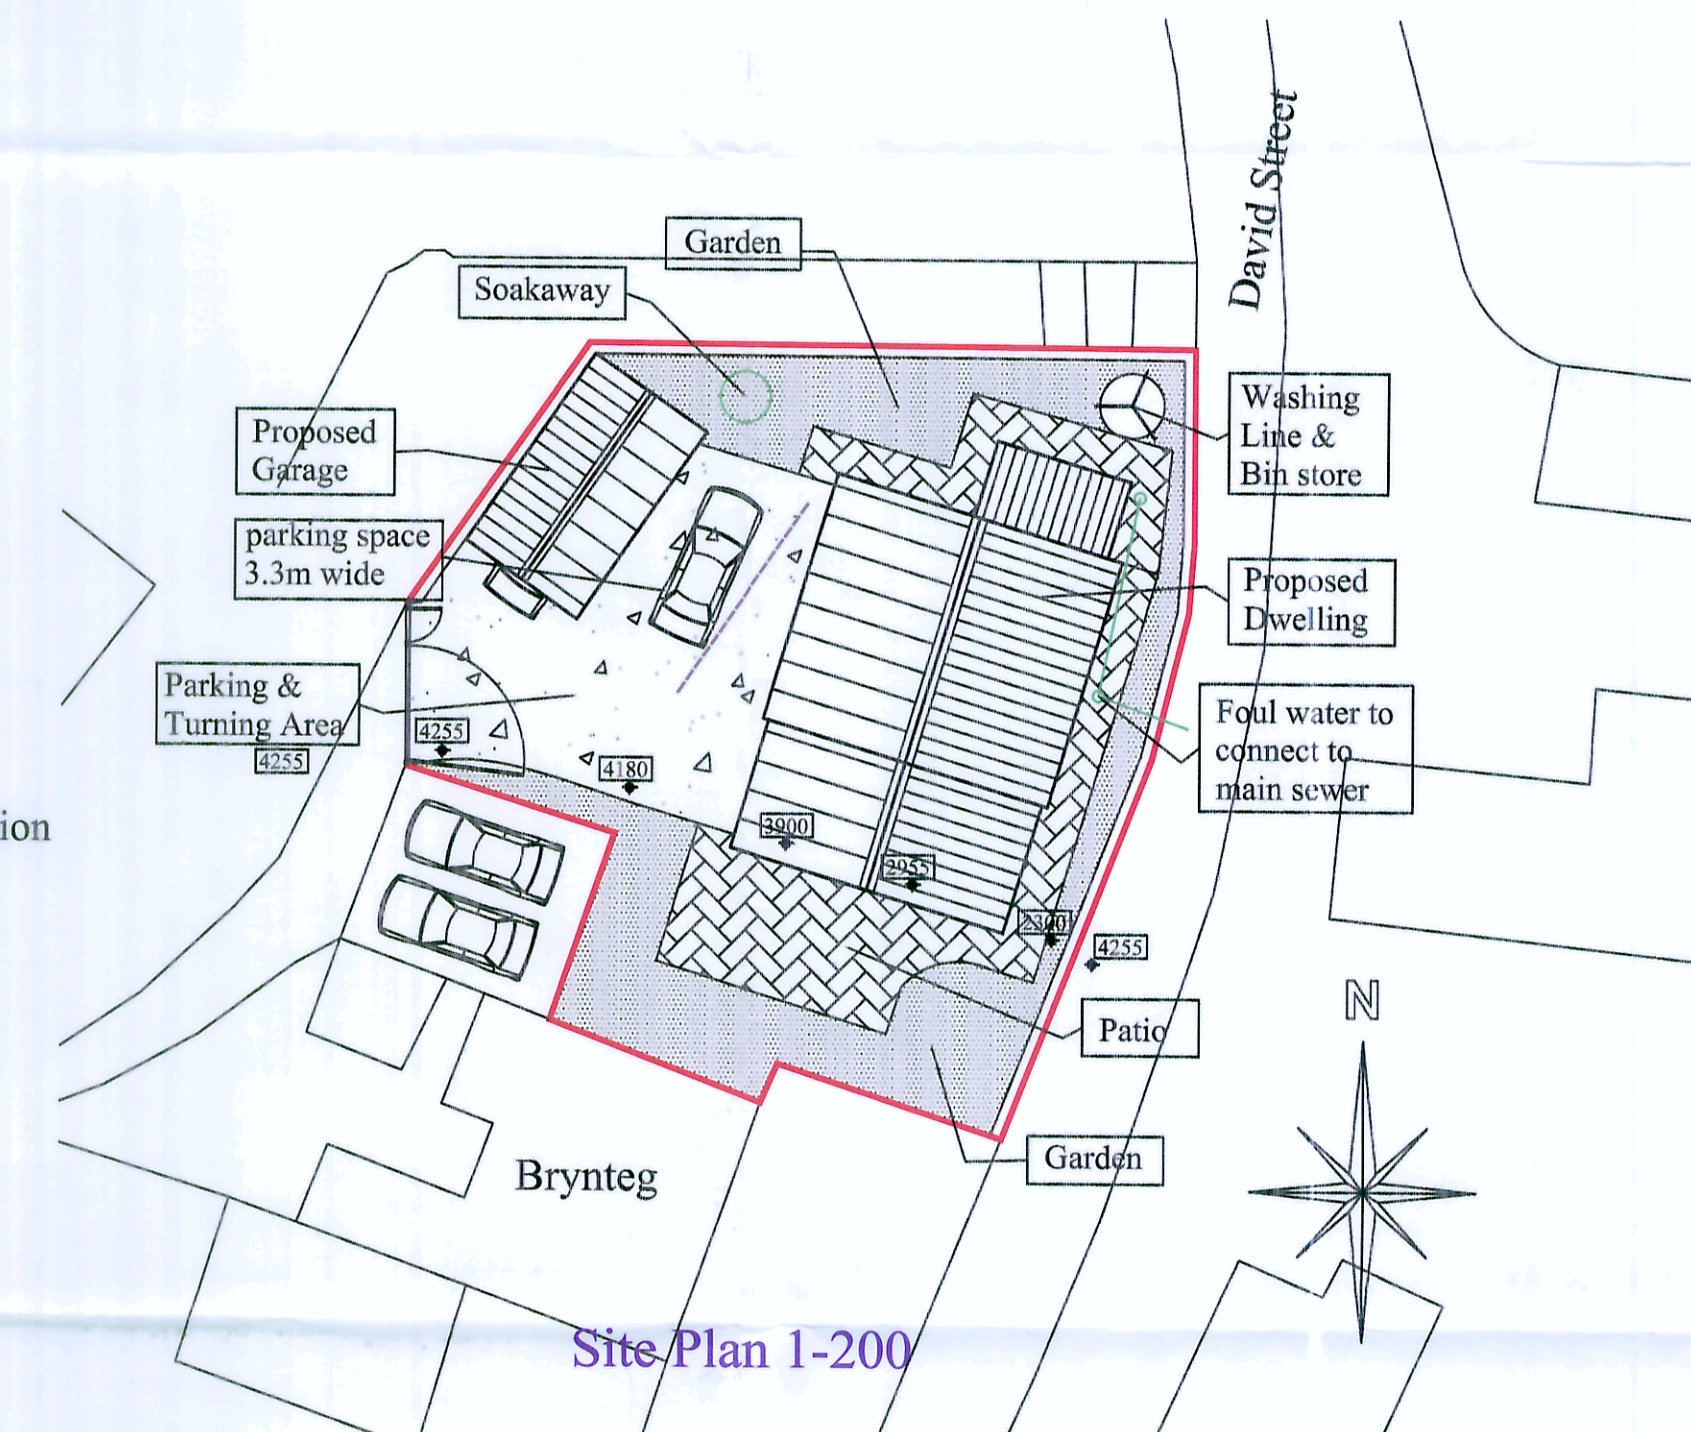 David Street
Garden
Soakaway
Proposed
Garage
Washing
Line &
Bin store
parking space
3.3m wide
Proposed
Dwelling
Parking &
Turning Area
4255
4255
4180
Foul water to
connect to
main sewer
3900
2955
2300
4255
ion
N
Patio
Garden
Brynteg
Site Plan 1-200